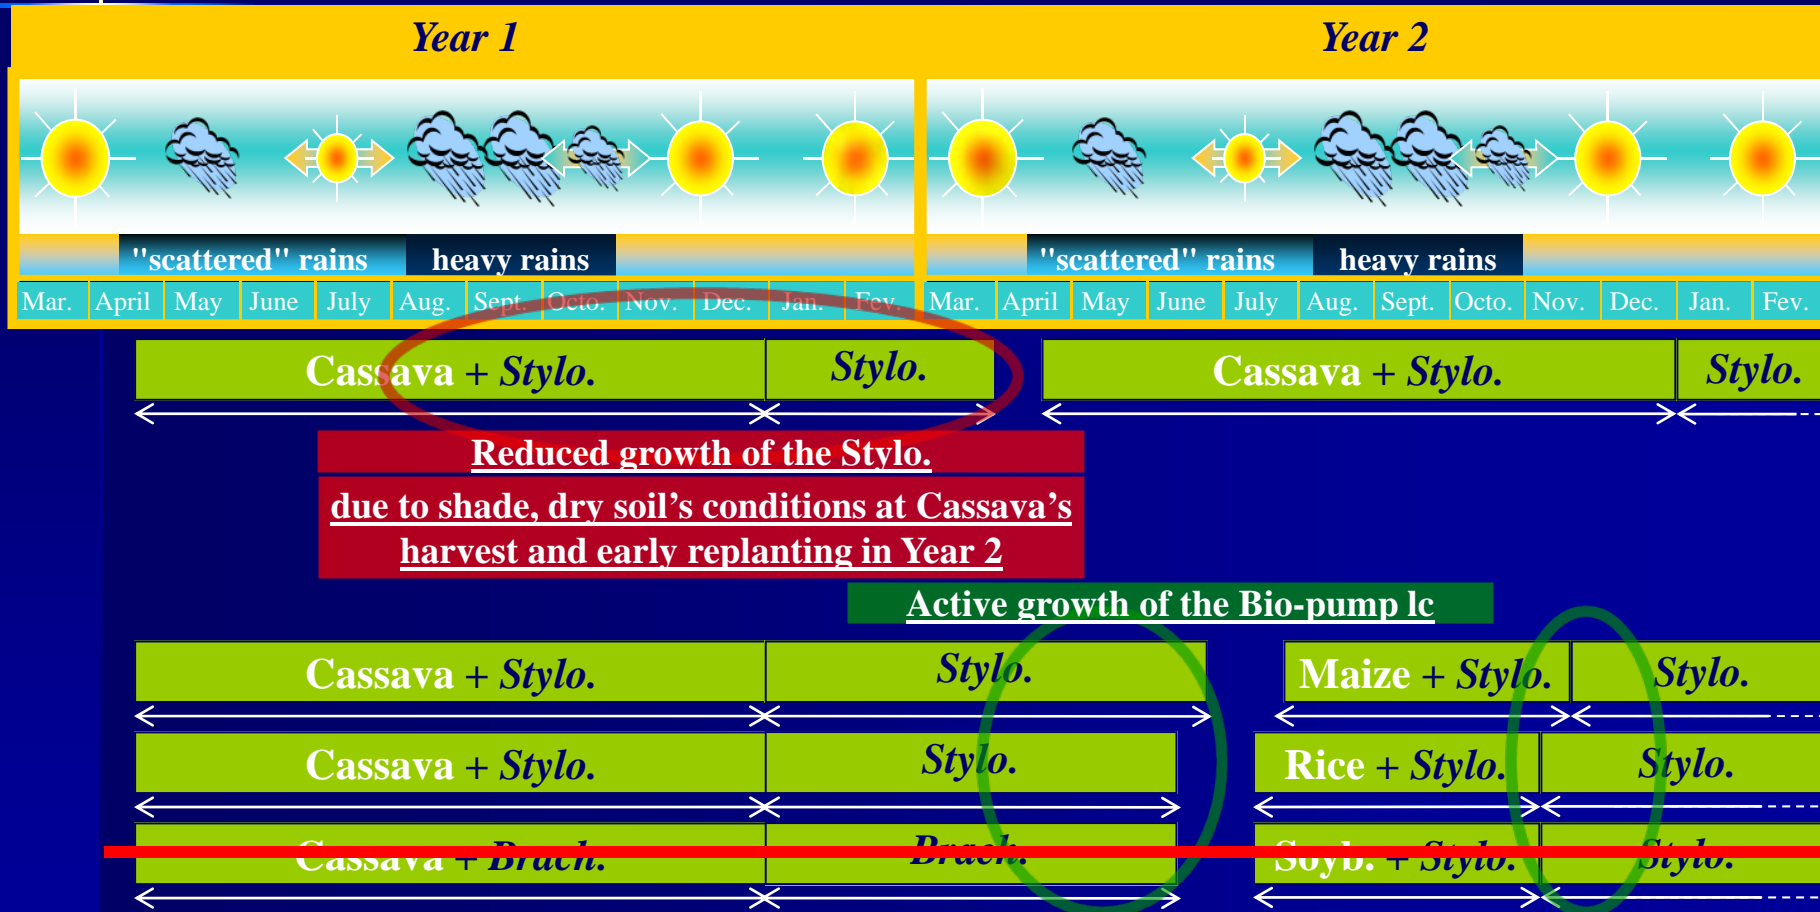 Year 1 Year 2
"scattered" rains heavy rains "scattered" rains heavy rains
Mar. April May June July Aug. Sept. Octo. Nov. Dec. Jan. Fev. Mar. April May June July Aug. Sept. Octo. Nov. Dec. Jan. Fev.
Cassava + Stylo. Stylo. Cassava + Stylo. Stylo.
Reduced growth of the Stylo.
due to shade, dry soil’s conditions at Cassava’s
harvest and early replanting in Year 2
Active growth of the Bio-pump lc
Cassava + Stylo. Stylo. Maize + Stylo. Stylo.
Cassava + Stylo. Stylo. Rice + Stylo. Stylo.
Cassava + Brach. Brach. Soyb. + Stylo. Stylo.